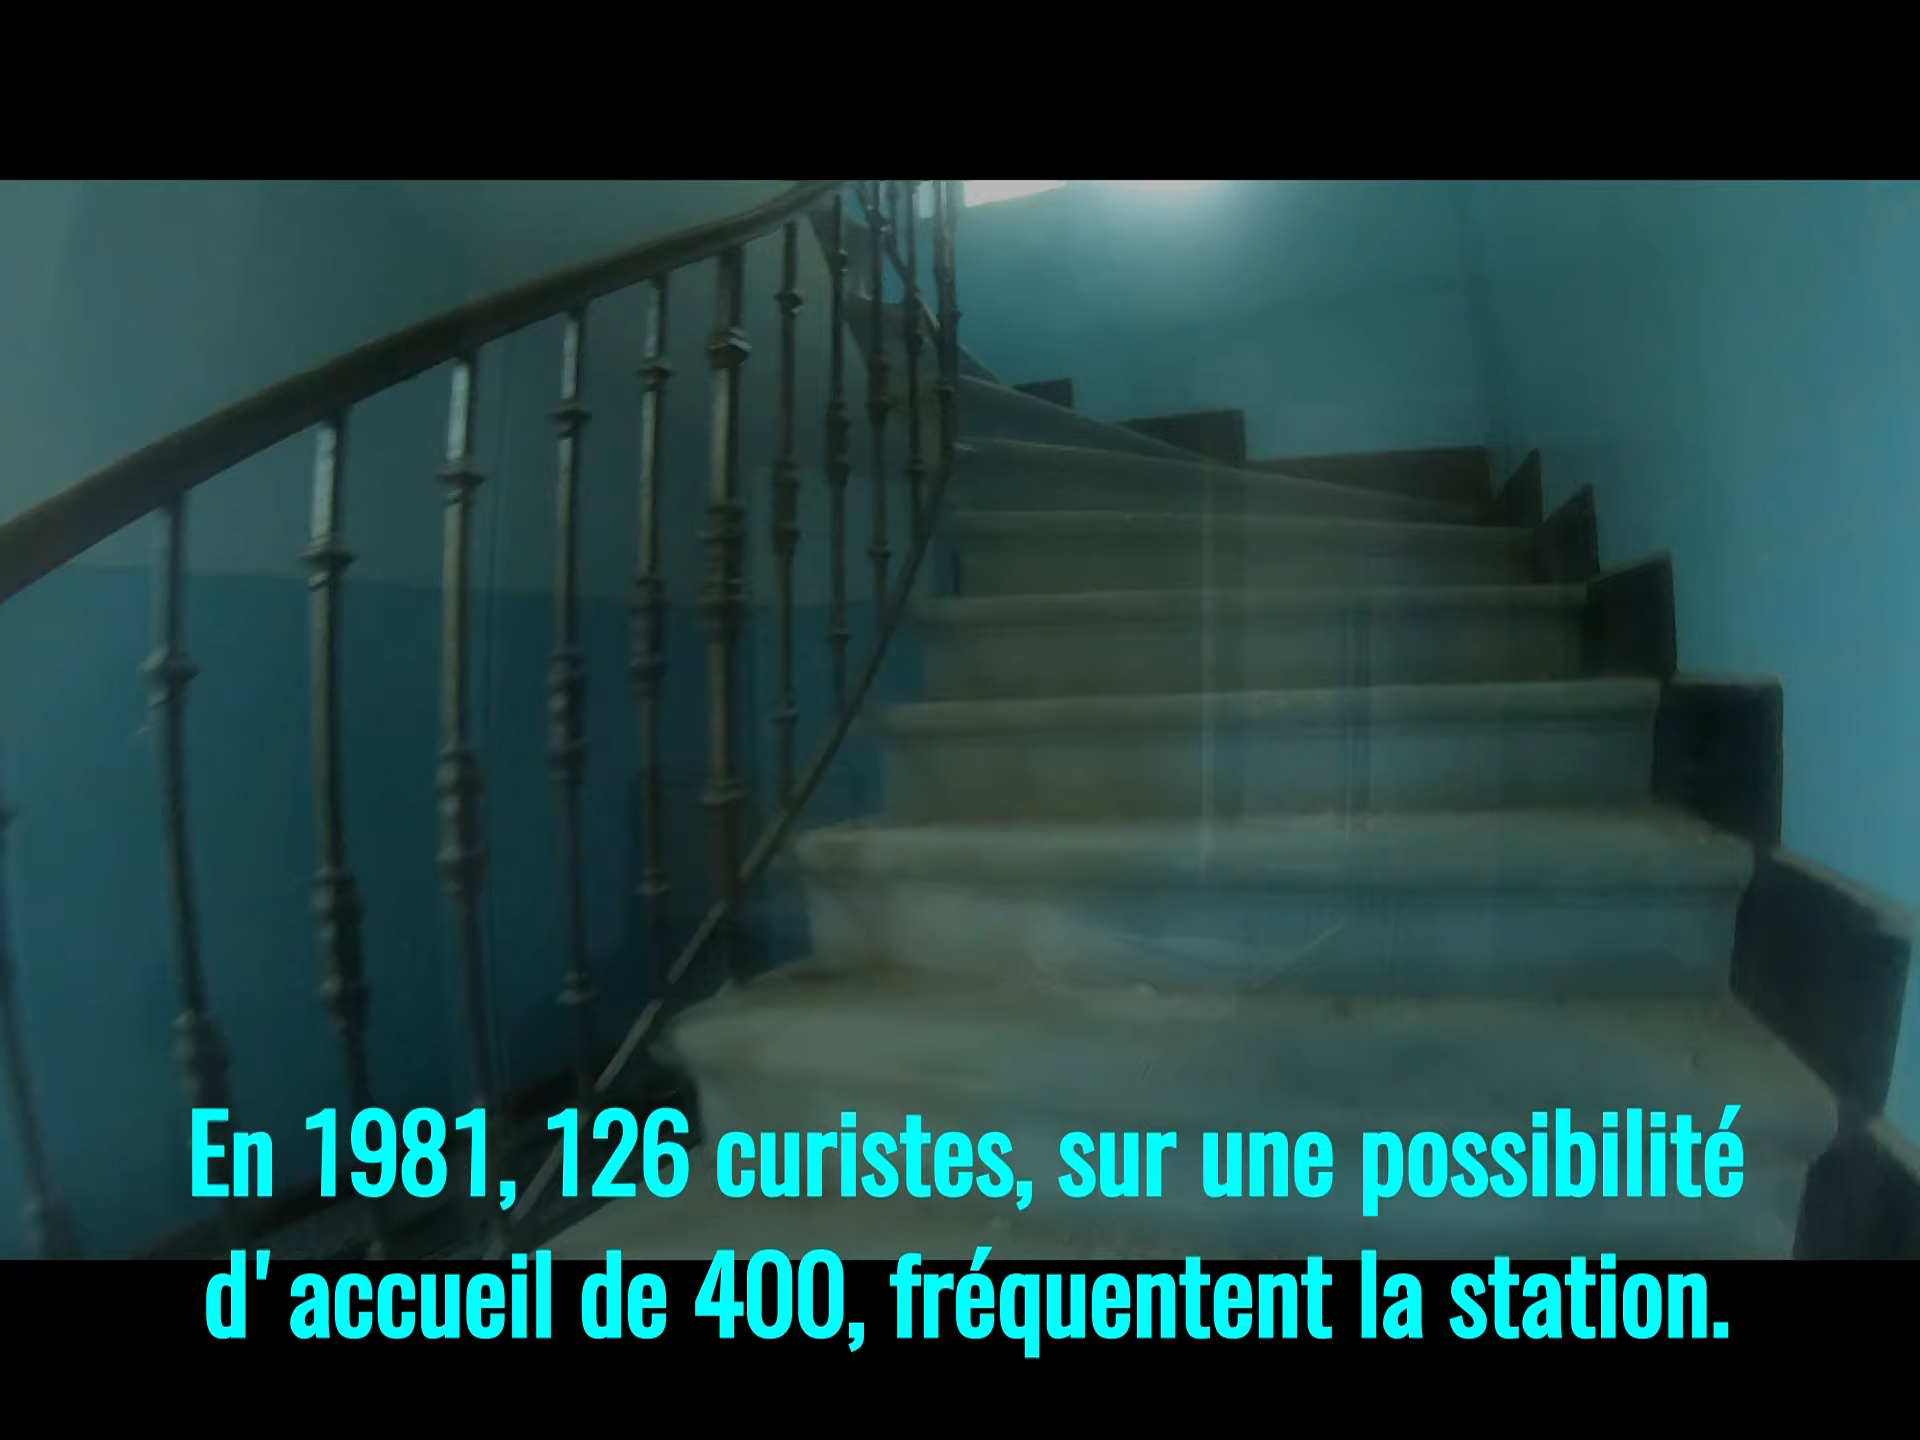 En 1981, 126 curistes, sur une possibilité
d'accueil de 400, fréquentent la station.